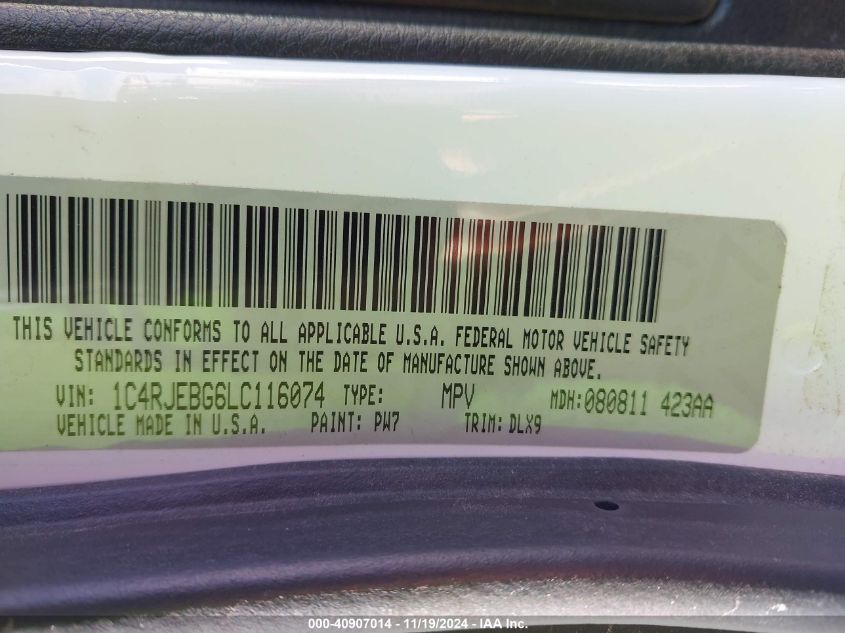 THIS VEHICLE CONFORMS TO ALL APPLICABLE U.S.A. FEDERAL MOTOR VEHICLE SAFETY
STANDARDS IN EFFECT ON THE DATE OF MANUFACTURE SHOWN ABOVE.
VIN: 1C4RJEBG6LC116074 TYPE: MPV MDH:080811 423AA
VEHICLE MADE IN U.S.A. PAINT: PW7 TRIM: DLX9
000-40907014 - 11/19/2024 - IAA Inc.